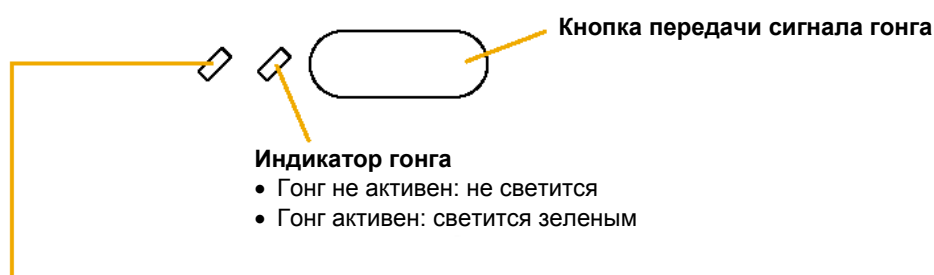 Кнопка передачи сигнала гонга
Индикатор гонга
• Гонг не активен: не светится
• Гонг активен: светится зеленым